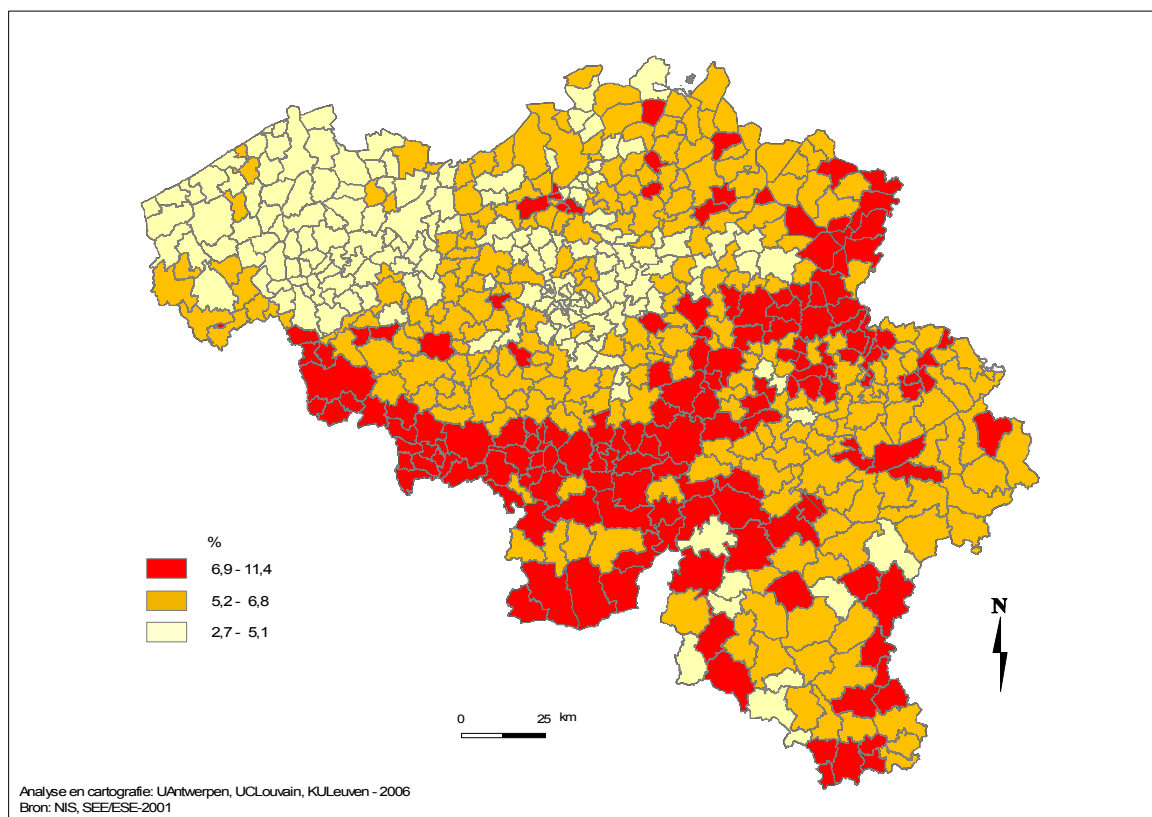 %
6,9 - 11,4
5,2 - 6,8
2,7 - 5,1
N
0 25 km
Analyse en cartografie: UAntwerpen, UCLouvain, KULeuven - 2006
Bron: NIS, SEE/ESE-2001